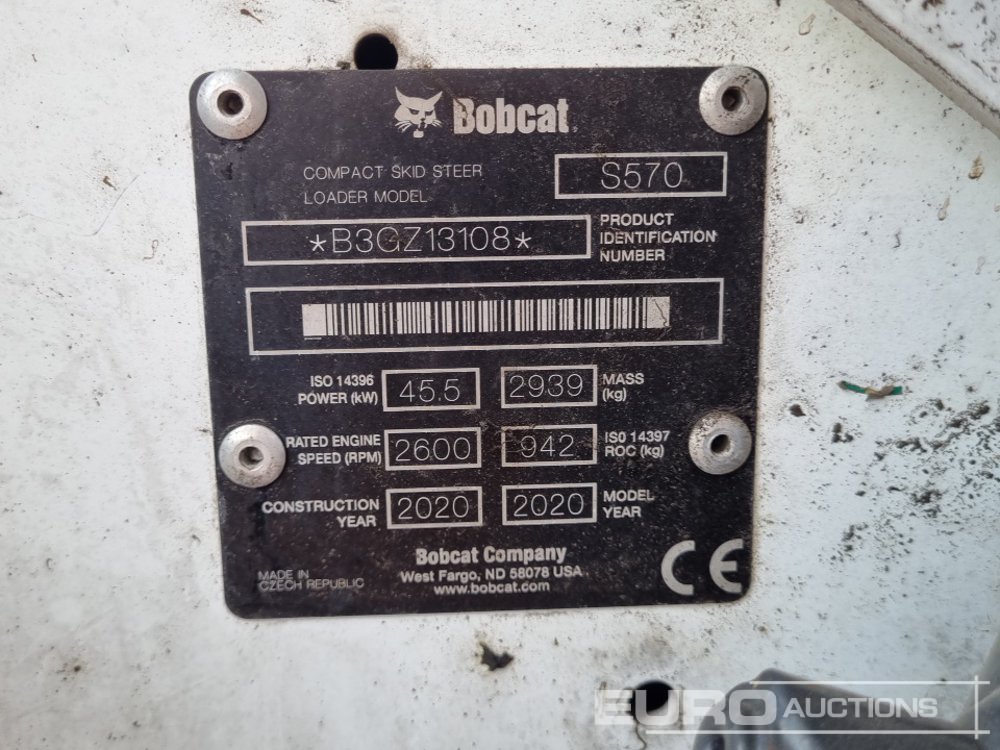 Bobcat
COMPACT SKID STEER
LOADER MODEL
S570
*B3GZ13108*
PRODUCT
IDENTIFICATION
NUMBER
ISO 14396
POWER (kW)
45.5
2939
MASS
(kg)
RATED ENGINE
SPEED (RPM)
2600
942
ISO 14397
ROC (kg)
CONSTRUCTION
YEAR
2020
2020
MODEL
YEAR
Bobcat Company
West Fargo, ND 58078 USA
www.bobcat.com
MADE IN
CZECH REPUBLIC
CE
EURO AUCTIONS